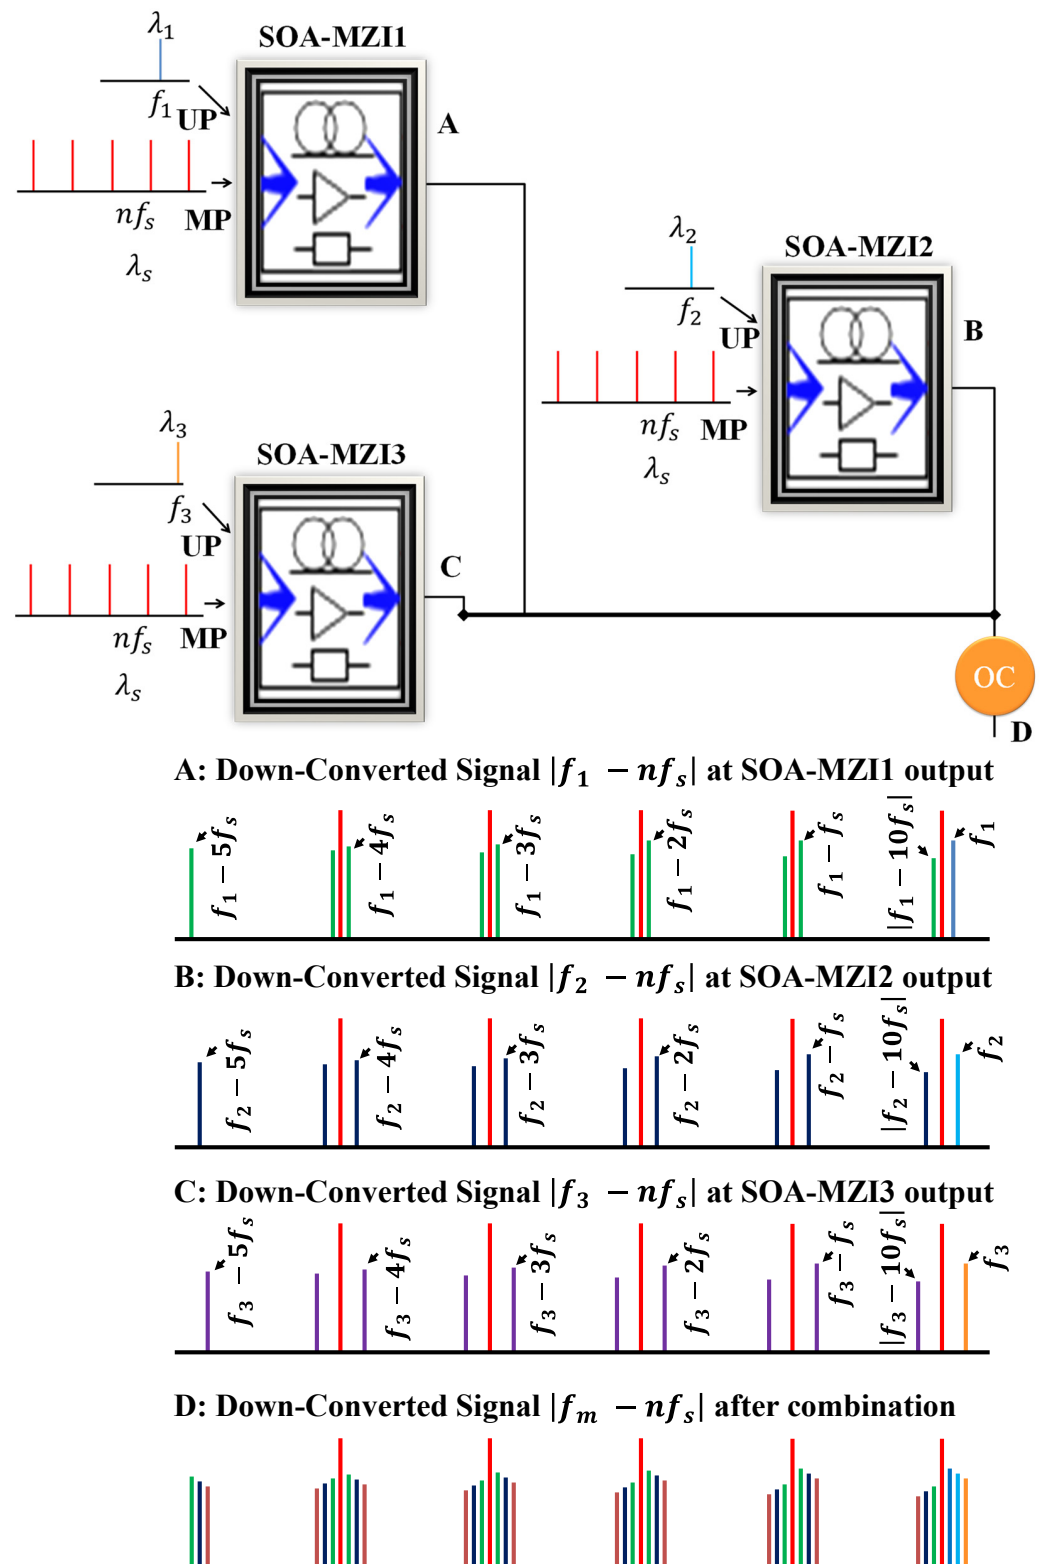 λ₁
SOA-MZI1
f₁
UP
A
nfₛ
MP
λₛ
λ₂
SOA-MZI2
f₂
UP
B
nfₛ
MP
λₛ
λ₃
SOA-MZI3
f₃
UP
C
nfₛ
MP
λₛ
OC
D
A: Down-Converted Signal |f₁ − nfₛ| at SOA-MZI1 output
f₁ − 5fₛ
f₁ − 4fₛ
f₁ − 3fₛ
f₁ − 2fₛ
f₁ − fₛ
|f₁ − 10fₛ|
f₁
B: Down-Converted Signal |f₂ − nfₛ| at SOA-MZI2 output
f₂ − 5fₛ
f₂ − 4fₛ
f₂ − 3fₛ
f₂ − 2fₛ
f₂ − fₛ
|f₂ − 10fₛ|
f₂
C: Down-Converted Signal |f₃ − nfₛ| at SOA-MZI3 output
f₃ − 5fₛ
f₃ − 4fₛ
f₃ − 3fₛ
f₃ − 2fₛ
f₃ − fₛ
|f₃ − 10fₛ|
f₃
D: Down-Converted Signal |fₘ − nfₛ| after combination